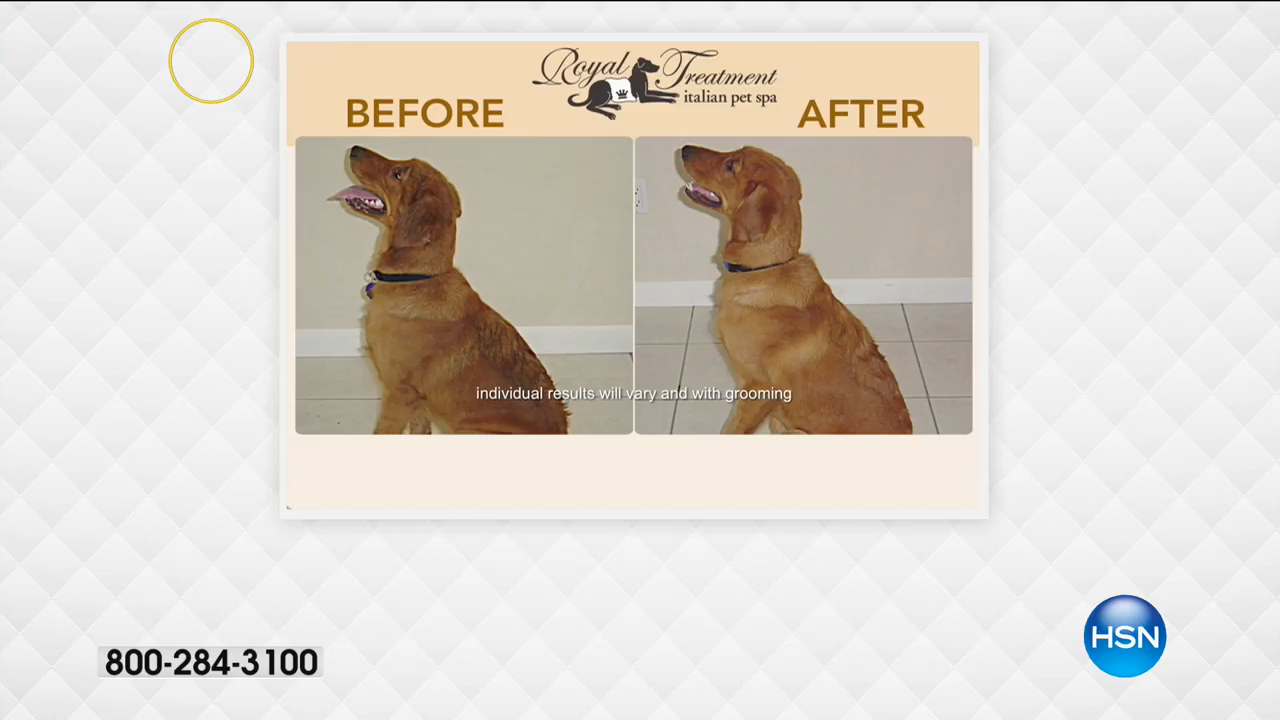 Royal Treatment
italian pet spa
BEFORE
AFTER
individual results will vary and with grooming
800-284-3100
HSN